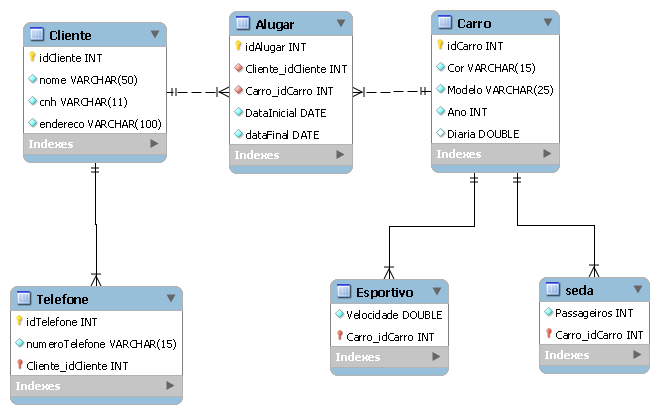 Cliente
idCliente INT
nome VARCHAR(50)
cnh VARCHAR(11)
endereco VARCHAR(100)
Indexes
Alugar
idAlugar INT
Cliente_idCliente INT
Carro_idCarro INT
DataInicial DATE
dataFinal DATE
Indexes
Carro
idCarro INT
Cor VARCHAR(15)
Modelo VARCHAR(25)
Ano INT
Diaria DOUBLE
Indexes
Telefone
idTelefone INT
numeroTelefone VARCHAR(15)
Cliente_idCliente INT
Indexes
Esportivo
Velocidade DOUBLE
Carro_idCarro INT
Indexes
seda
Passageiros INT
Carro_idCarro INT
Indexes